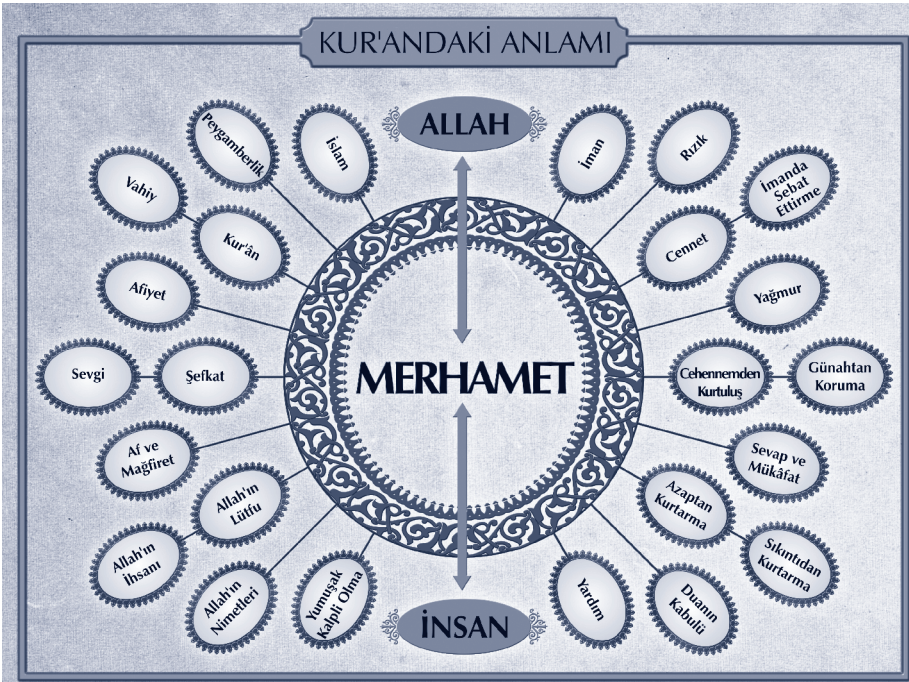 KUR'ANDAKİ ANLAMI
ALLAH
İslam
İman
Peygamberlik
Rızık
Vahiy
İmanda
Sebat
Ettirme
Kur'ân
Cennet
Afiyet
Yağmur
Sevgi
Şefkat
MERHAMET
Cehennemden
Kurtuluş
Günahtan
Koruma
Af ve
Mağfiret
Sevap ve
Mükâfat
Allah'ın
Lütfu
Azaptan
Kurtarma
Allah'ın
İhsanı
Sıkıntıdan
Kurtarma
Allah'ın
Nimetleri
Yumuşak
Kalpli Olma
Yardım
Duanın
Kabulü
İNSAN